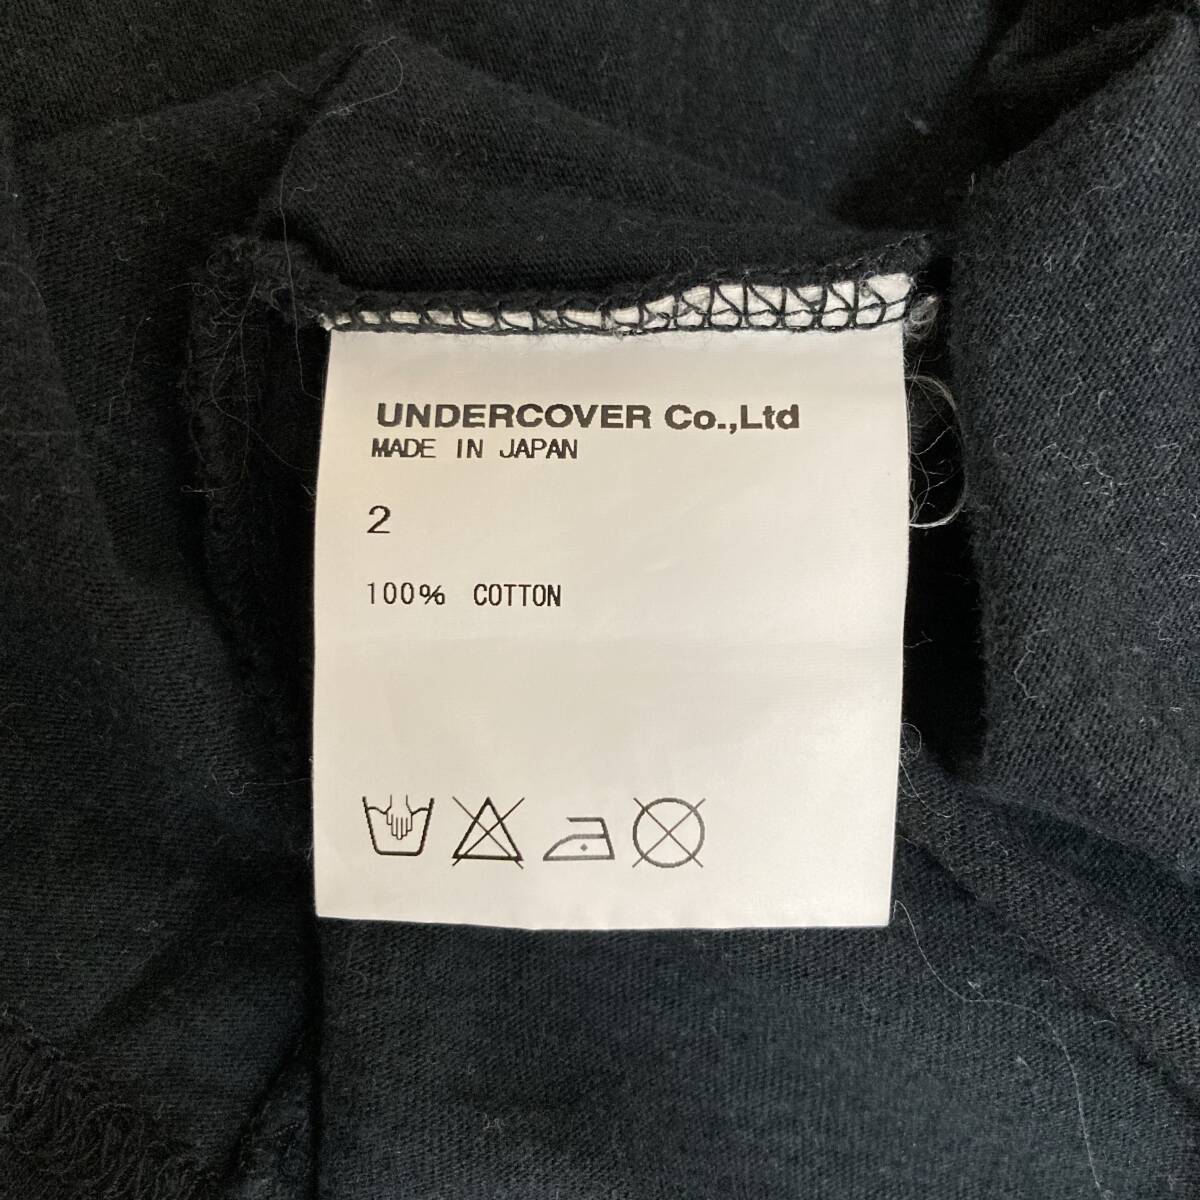 UNDERCOVER Co.,Ltd
MADE IN JAPAN
2
100% COTTON